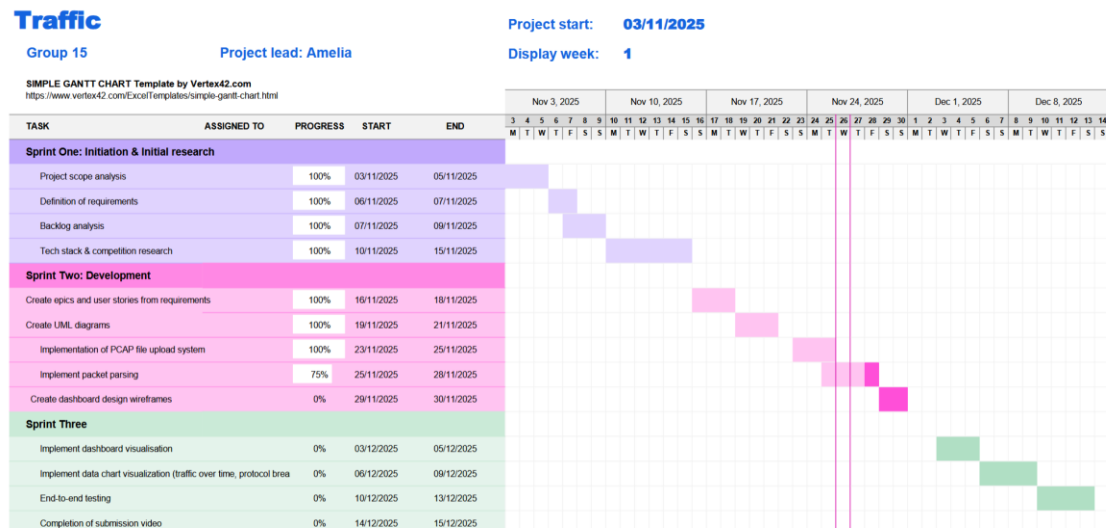 Traffic
Project start: 03/11/2025
Group 15 Project lead: Amelia
Display week: 1
SIMPLE GANTT CHART Template by Vertex42.com
https://www.vertex42.com/ExcelTemplates/simple-gantt-chart.html
Nov 3, 2025 Nov 10, 2025 Nov 17, 2025 Nov 24, 2025 Dec 1, 2025 Dec 8, 2025
3 4 5 6 7 8 9 10 11 12 13 14 15 16 17 18 19 20 21 22 23 24 25 26 27 28 29 30 1 2 3 4 5 6 7 8 9 10 11 12 13 14
TASK ASSIGNED TO PROGRESS START END
M T W T F S S M T W T F S S M T W T F S S M T W T F S S M T W T F S S M T W T F S S
Sprint One: Initiation & Initial research
Project scope analysis 100% 03/11/2025 05/11/2025
Definition of requirements 100% 06/11/2025 07/11/2025
Backlog analysis 100% 07/11/2025 09/11/2025
Tech stack & competition research 100% 10/11/2025 15/11/2025
Sprint Two: Development
Create epics and user stories from requirements 100% 16/11/2025 18/11/2025
Create UML diagrams 100% 19/11/2025 21/11/2025
Implementation of PCAP file upload system 100% 23/11/2025 25/11/2025
Implement packet parsing 75% 25/11/2025 28/11/2025
Create dashboard design wireframes 0% 29/11/2025 30/11/2025
Sprint Three
Implement dashboard visualisation 0% 03/12/2025 05/12/2025
Implement data chart visualization (traffic over time, protocol brea 0% 06/12/2025 09/12/2025
End-to-end testing 0% 10/12/2025 13/12/2025
Completion of submission video 0% 14/12/2025 15/12/2025